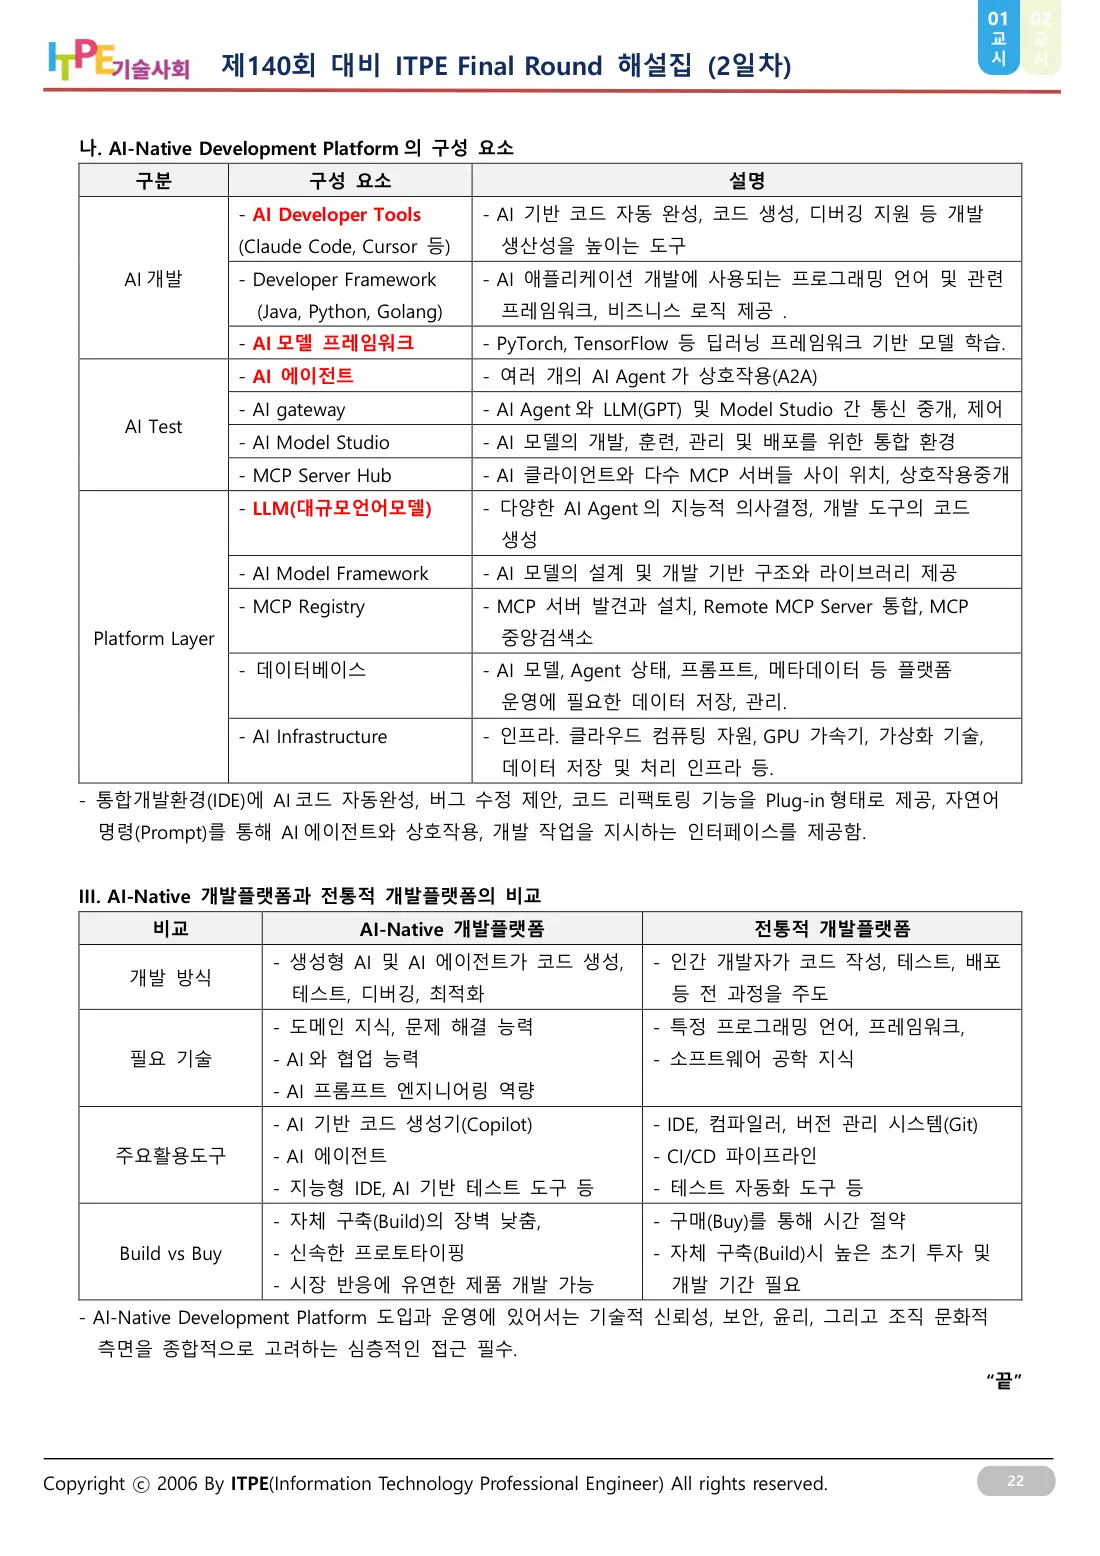 ITPE기술사회 제140회 대비 ITPE Final Round 해설집 (2일차)
01 교시
02 교시
나. AI-Native Development Platform의 구성 요소
구분 구성 요소 설명
AI 개발
- AI Developer Tools
(Claude Code, Cursor 등)
- AI 기반 코드 자동 완성, 코드 생성, 디버깅 지원 등 개발
생산성을 높이는 도구
- Developer Framework
(Java, Python, Golang)
- AI 애플리케이션 개발에 사용되는 프로그래밍 언어 및 관련
프레임워크, 비즈니스 로직 제공 .
- AI 모델 프레임워크
- PyTorch, TensorFlow 등 딥러닝 프레임워크 기반 모델 학습.
AI Test
- AI 에이전트
- 여러 개의 AI Agent가 상호작용(A2A)
- AI gateway
- AI Agent와 LLM(GPT) 및 Model Studio 간 통신 중개, 제어
- AI Model Studio
- AI 모델의 개발, 훈련, 관리 및 배포를 위한 통합 환경
- MCP Server Hub
- AI 클라이언트와 다수 MCP 서버들 사이 위치, 상호작용중개
Platform Layer
- LLM(대규모언어모델)
- 다양한 AI Agent의 지능적 의사결정, 개발 도구의 코드
생성
- AI Model Framework
- AI 모델의 설계 및 개발 기반 구조와 라이브러리 제공
- MCP Registry
- MCP 서버 발견과 설치, Remote MCP Server 통합, MCP
중앙검색소
- 데이터베이스
- AI 모델, Agent 상태, 프롬프트, 메타데이터 등 플랫폼
운영에 필요한 데이터 저장, 관리.
- AI Infrastructure
- 인프라. 클라우드 컴퓨팅 자원, GPU 가속기, 가상화 기술,
데이터 저장 및 처리 인프라 등.
- 통합개발환경(IDE)에 AI코드 자동완성, 버그 수정 제안, 코드 리팩토링 기능을 Plug-in형태로 제공, 자연어
명령(Prompt)를 통해 AI에이전트와 상호작용, 개발 작업을 지시하는 인터페이스를 제공함.
III. AI-Native 개발플랫폼과 전통적 개발플랫폼의 비교
비교 AI-Native 개발플랫폼 전통적 개발플랫폼
개발 방식
- 생성형 AI 및 AI 에이전트가 코드 생성,
테스트, 디버깅, 최적화
- 인간 개발자가 코드 작성, 테스트, 배포
등 전 과정을 주도
필요 기술
- 도메인 지식, 문제 해결 능력
- AI와 협업 능력
- AI 프롬프트 엔지니어링 역량
- 특정 프로그래밍 언어, 프레임워크,
- 소프트웨어 공학 지식
주요활용도구
- AI 기반 코드 생성기(Copilot)
- AI 에이전트
- 지능형 IDE, AI 기반 테스트 도구 등
- IDE, 컴파일러, 버전 관리 시스템(Git)
- CI/CD 파이프라인
- 테스트 자동화 도구 등
Build vs Buy
- 자체 구축(Build)의 장벽 낮춤,
- 신속한 프로토타이핑
- 시장 반응에 유연한 제품 개발 가능
- 구매(Buy)를 통해 시간 절약
- 자체 구축(Build)시 높은 초기 투자 및
개발 기간 필요
- AI-Native Development Platform 도입과 운영에 있어서는 기술적 신뢰성, 보안, 윤리, 그리고 조직 문화적
측면을 종합적으로 고려하는 심층적인 접근 필수.
“끝”
Copyright ⓒ 2006 By ITPE(Information Technology Professional Engineer) All rights reserved.
22